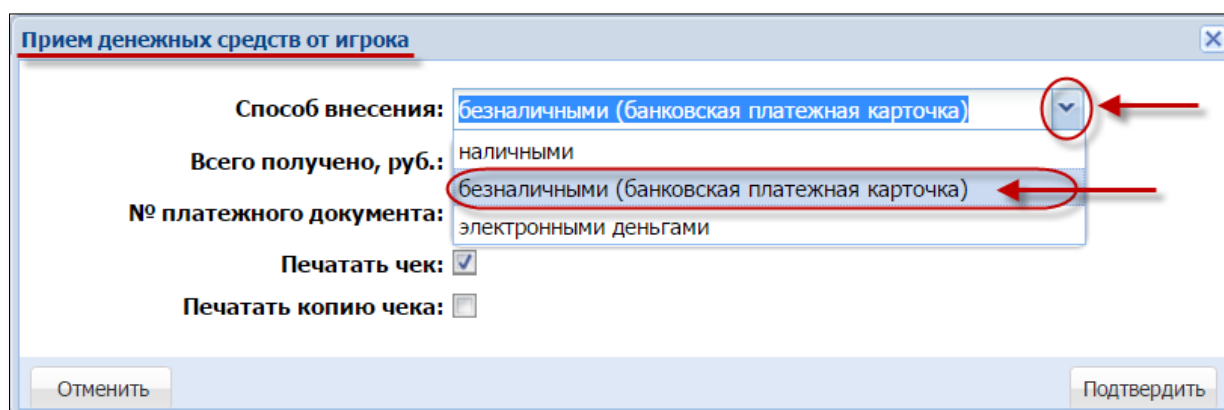 Прием денежных средств от игрока
Способ внесения: безналичными (банковская платежная карточка)
Всего получено, руб.: наличными
безналичными (банковская платежная карточка)
№ платежного документа:
электронными деньгами
Печатать чек:
Печатать копию чека:
Отменить Подтвердить